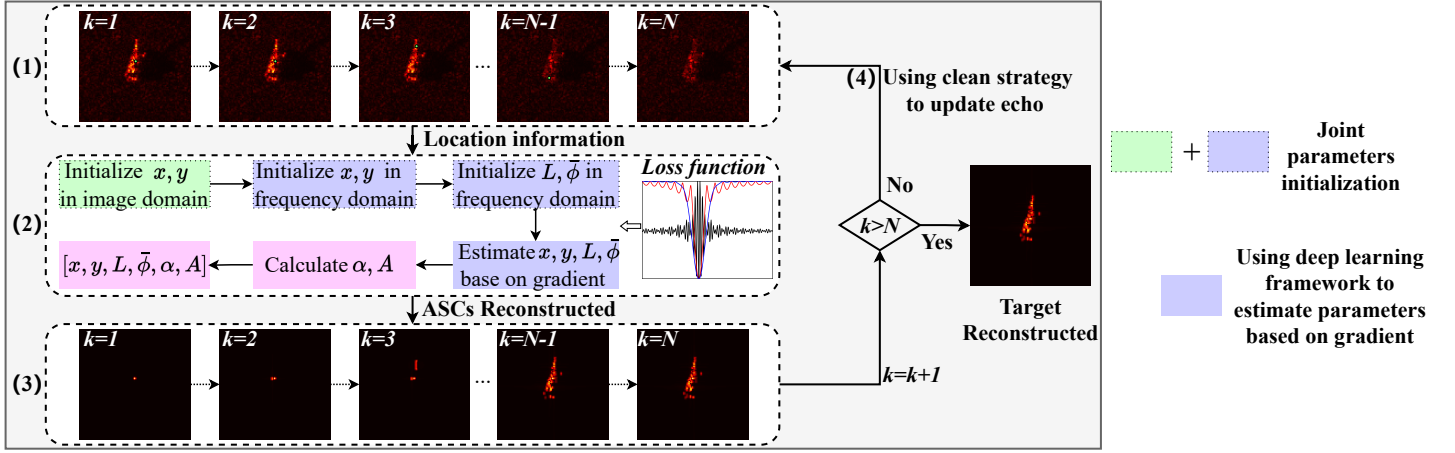 k=1
k=2
k=3
k=N-1
k=N
(1)
...
(4) Using clean strategy
to update echo
Location information
Initialize x, y
in image domain
Initialize x, y in
frequency domain
Initialize L, ϕ̄ in
frequency domain
Loss function
(2)
[x, y, L, ϕ̄, α, A]
Calculate α, A
Estimate x, y, L, ϕ̄
base on gradient
ASCs Reconstructed
k=1
k=2
k=3
k=N-1
k=N
(3)
...
k=k+1
No
k>N
Yes
Target
Reconstructed
+
Joint
parameters
initialization
Using deep learning
framework to
estimate parameters
based on gradient